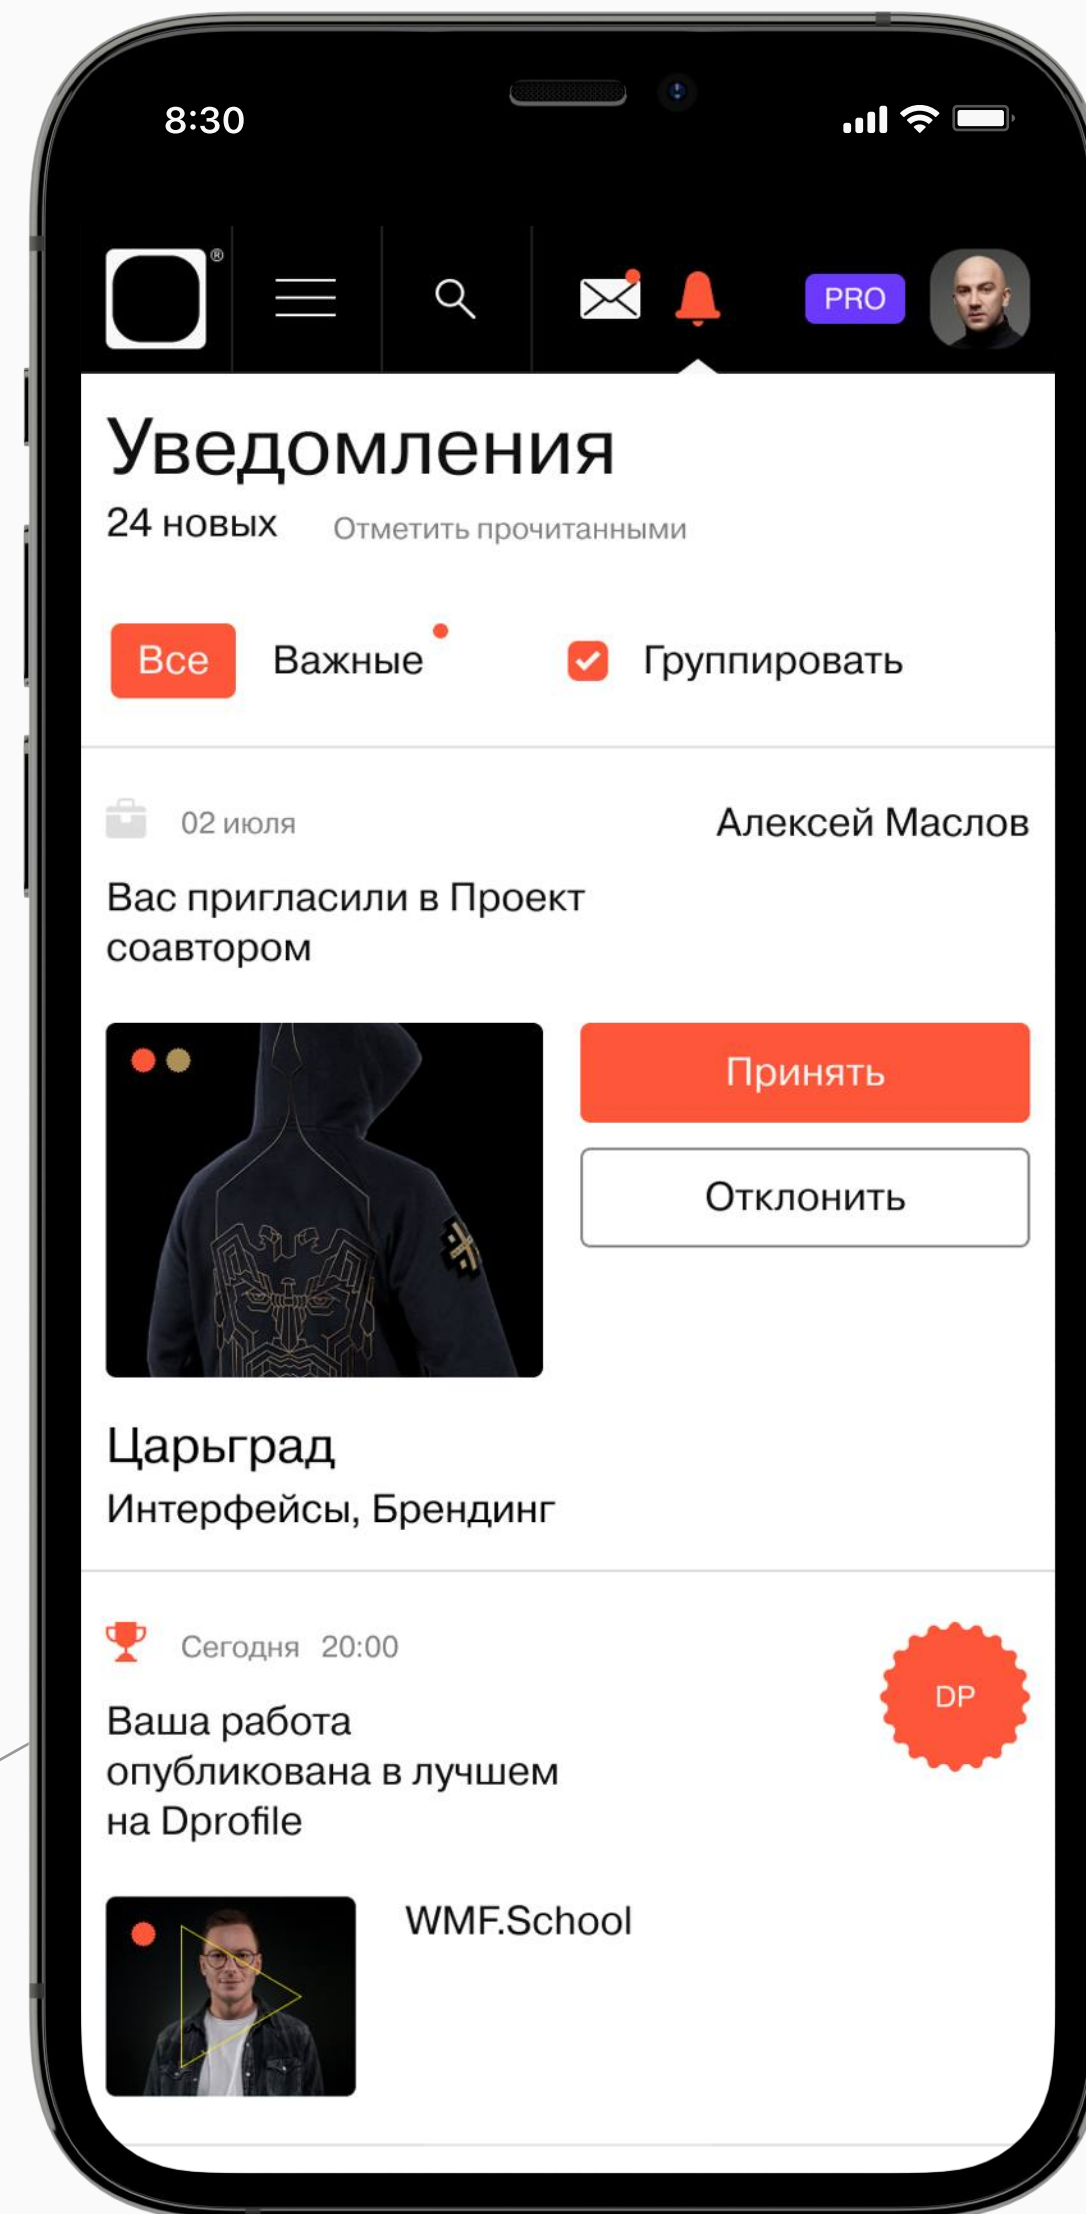 8:30
®
PRO
Уведомления
24 новых Отметить прочитанными
Все Важные Группировать
02 июля Алексей Маслов
Вас пригласили в Проект
соавтором
Принять
Отклонить
Царьград
Интерфейсы, Брендинг
Сегодня 20:00
DP
Ваша работа
опубликована в лучшем
на Dprofile
WMF.School